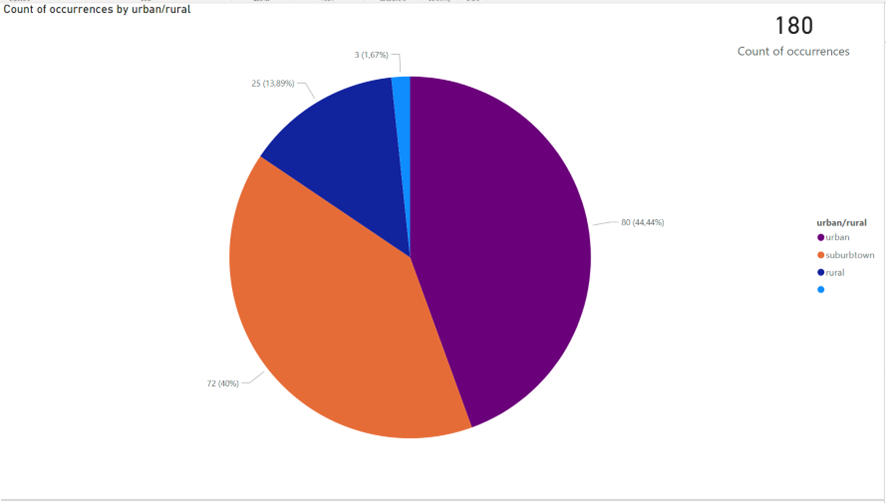 Count of occurrences by urban/rural
180
Count of occurrences
3 (1,67%)
25 (13,89%)
80 (44,44%)
72 (40%)
urban/rural
urban
suburbtown
rural